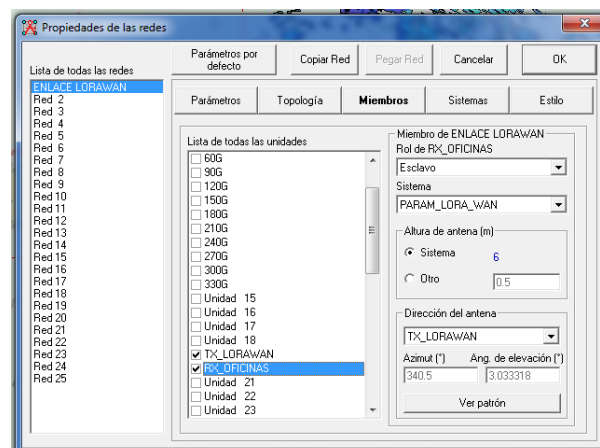 Propiedades de las redes
Lista de todas las redes
ENLACE LORAWAN
Red 2
Red 3
Red 4
Red 5
Red 6
Red 7
Red 8
Red 9
Red 10
Red 11
Red 12
Red 13
Red 14
Red 15
Red 16
Red 17
Red 18
Red 19
Red 20
Red 21
Red 22
Red 23
Red 24
Red 25
Parámetros por
defecto
Copiar Red
Pegar Red
Cancelar
OK
Parámetros
Topología
Miembros
Sistemas
Estilo
Lista de todas las unidades
60G
90G
120G
150G
180G
210G
240G
270G
300G
330G
Unidad 15
Unidad 16
Unidad 17
Unidad 18
TX_LORAWAN
RX_OFICINAS
Unidad 21
Unidad 22
Unidad 23
Miembro de ENLACE LORAWAN
Rol de RX_OFICINAS
Esclavo
Sistema
PARAM_LORA_WAN
Altura de antena (m)
Sistema 6
Otro 0.5
Dirección del antena
TX_LORAWAN
Azimut (°) Ang. de elevación (°)
340.5 3.033318
Ver patrón